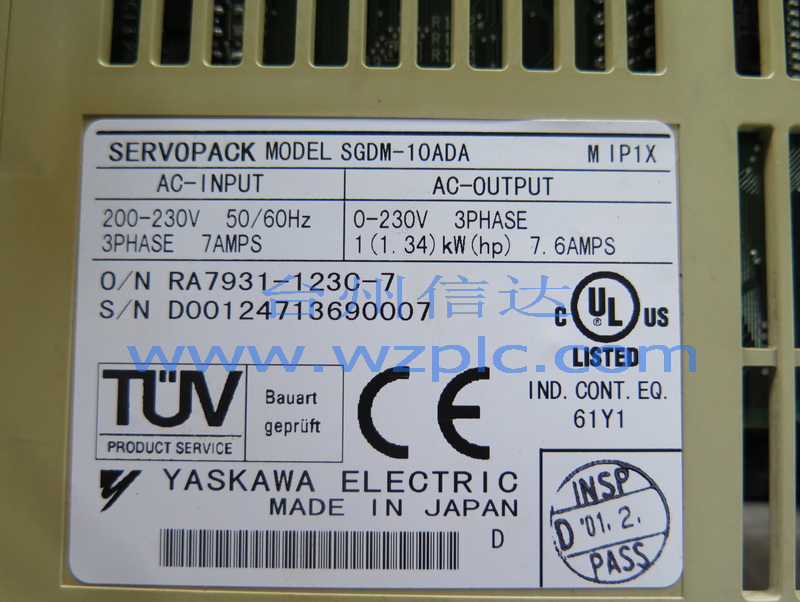 SERVOPACK MODEL SGDM-10ADA M IP1X
AC-INPUT AC-OUTPUT
200-230V 50/60Hz 0-230V 3PHASE
3PHASE 7AMPS 1(1.34)kW(hp) 7.6AMPS
O/N RA7931-123C-7
台州信达
S/N D00124713690007
C UL ® US
LISTED
www.wzplc.com
IND. CONT. EQ.
61Y1
TÜV
PRODUCT SERVICE
Bauart
geprüft
CE
YASKAWA ELECTRIC
MADE IN JAPAN
D
INSP
D '01.2.
PASS